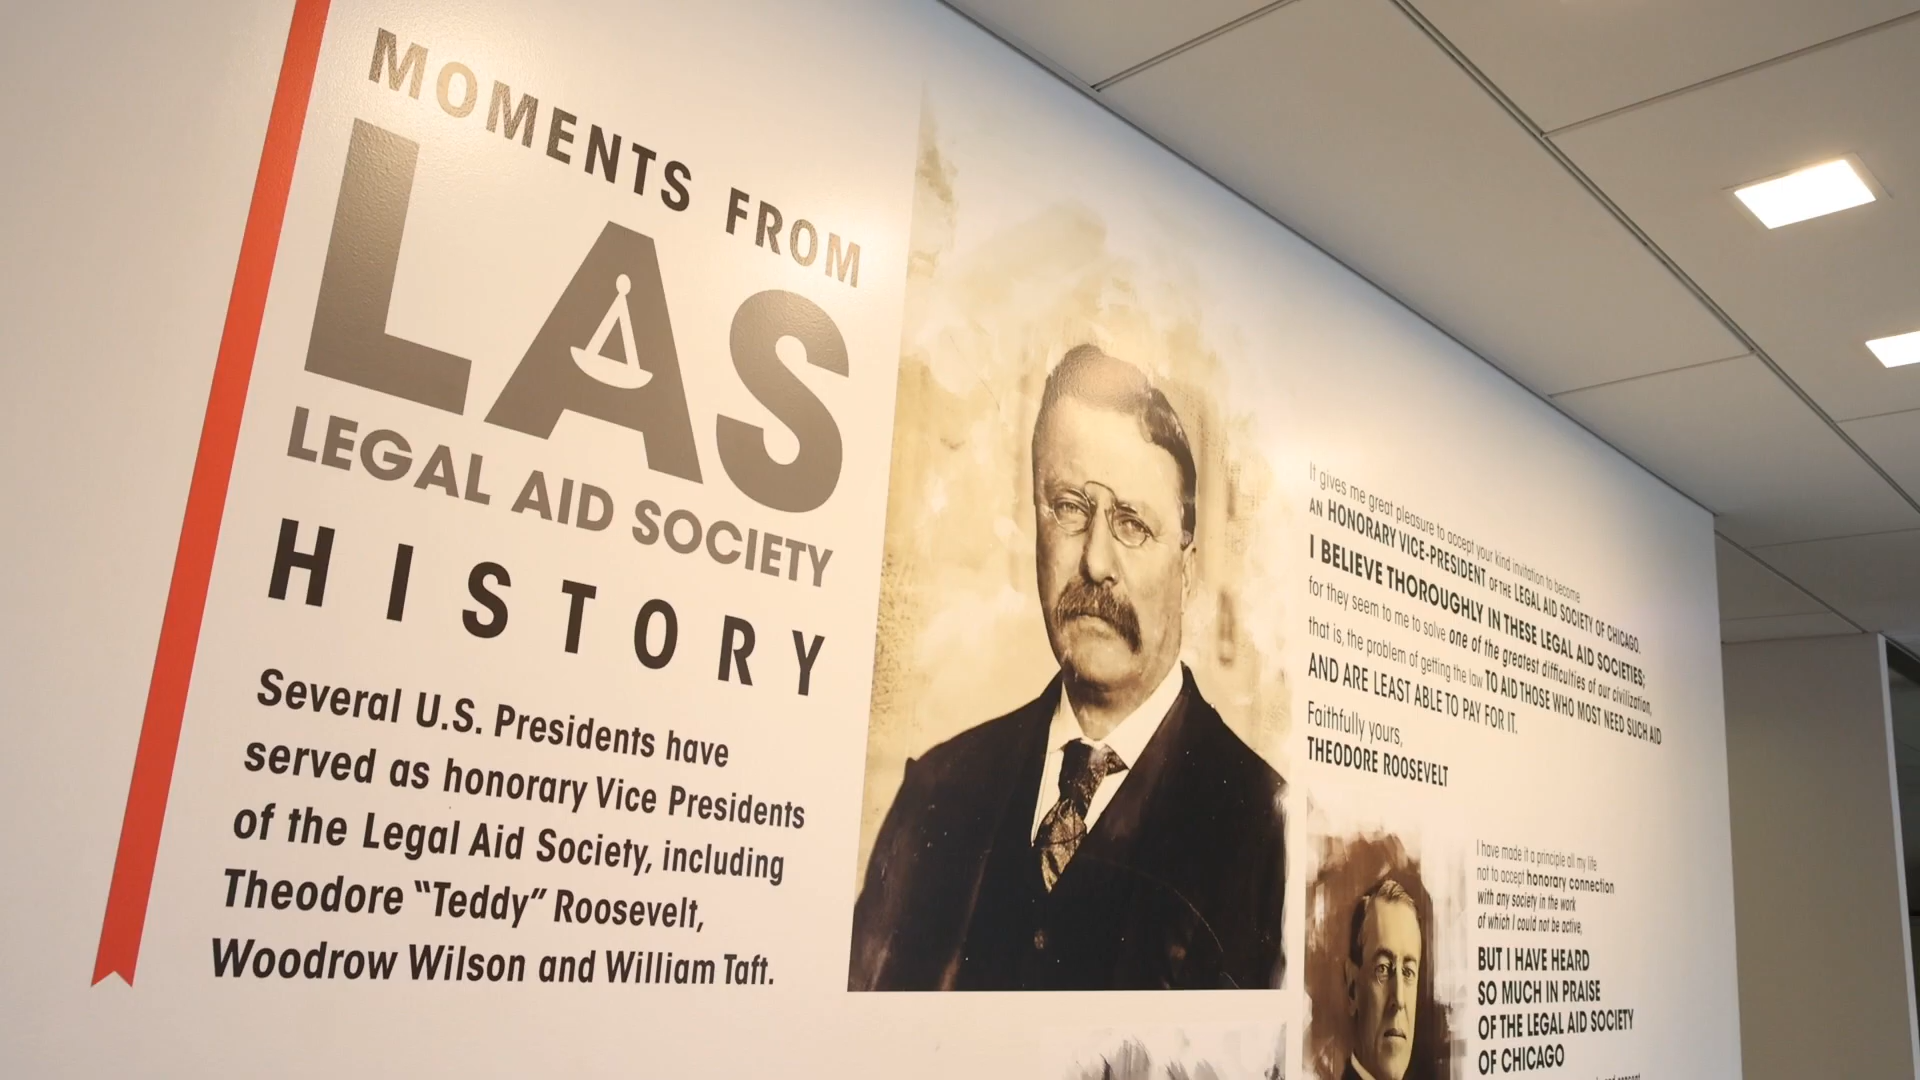 MOMENTS FROM
LAS
LEGAL AID SOCIETY
HISTORY
Several U.S. Presidents have
served as honorary Vice Presidents
of the Legal Aid Society, including
Theodore “Teddy” Roosevelt,
Woodrow Wilson and William Taft.
It gives me great pleasure to accept your kind invitation to become
AN HONORARY VICE-PRESIDENT OF THE LEGAL AID SOCIETY OF CHICAGO.
I BELIEVE THOROUGHLY IN THESE LEGAL AID SOCIETIES;
for they seem to me to solve one of the greatest difficulties of our civilization,
that is, the problem of getting the law TO AID THOSE WHO MOST NEED SUCH AID
AND ARE LEAST ABLE TO PAY FOR IT.
Faithfully yours,
THEODORE ROOSEVELT
I have made it a principle all my life
not to accept honorary connection
with any society in the work
of which I could not be active,
BUT I HAVE HEARD
SO MUCH IN PRAISE
OF THE LEGAL AID SOCIETY
OF CHICAGO